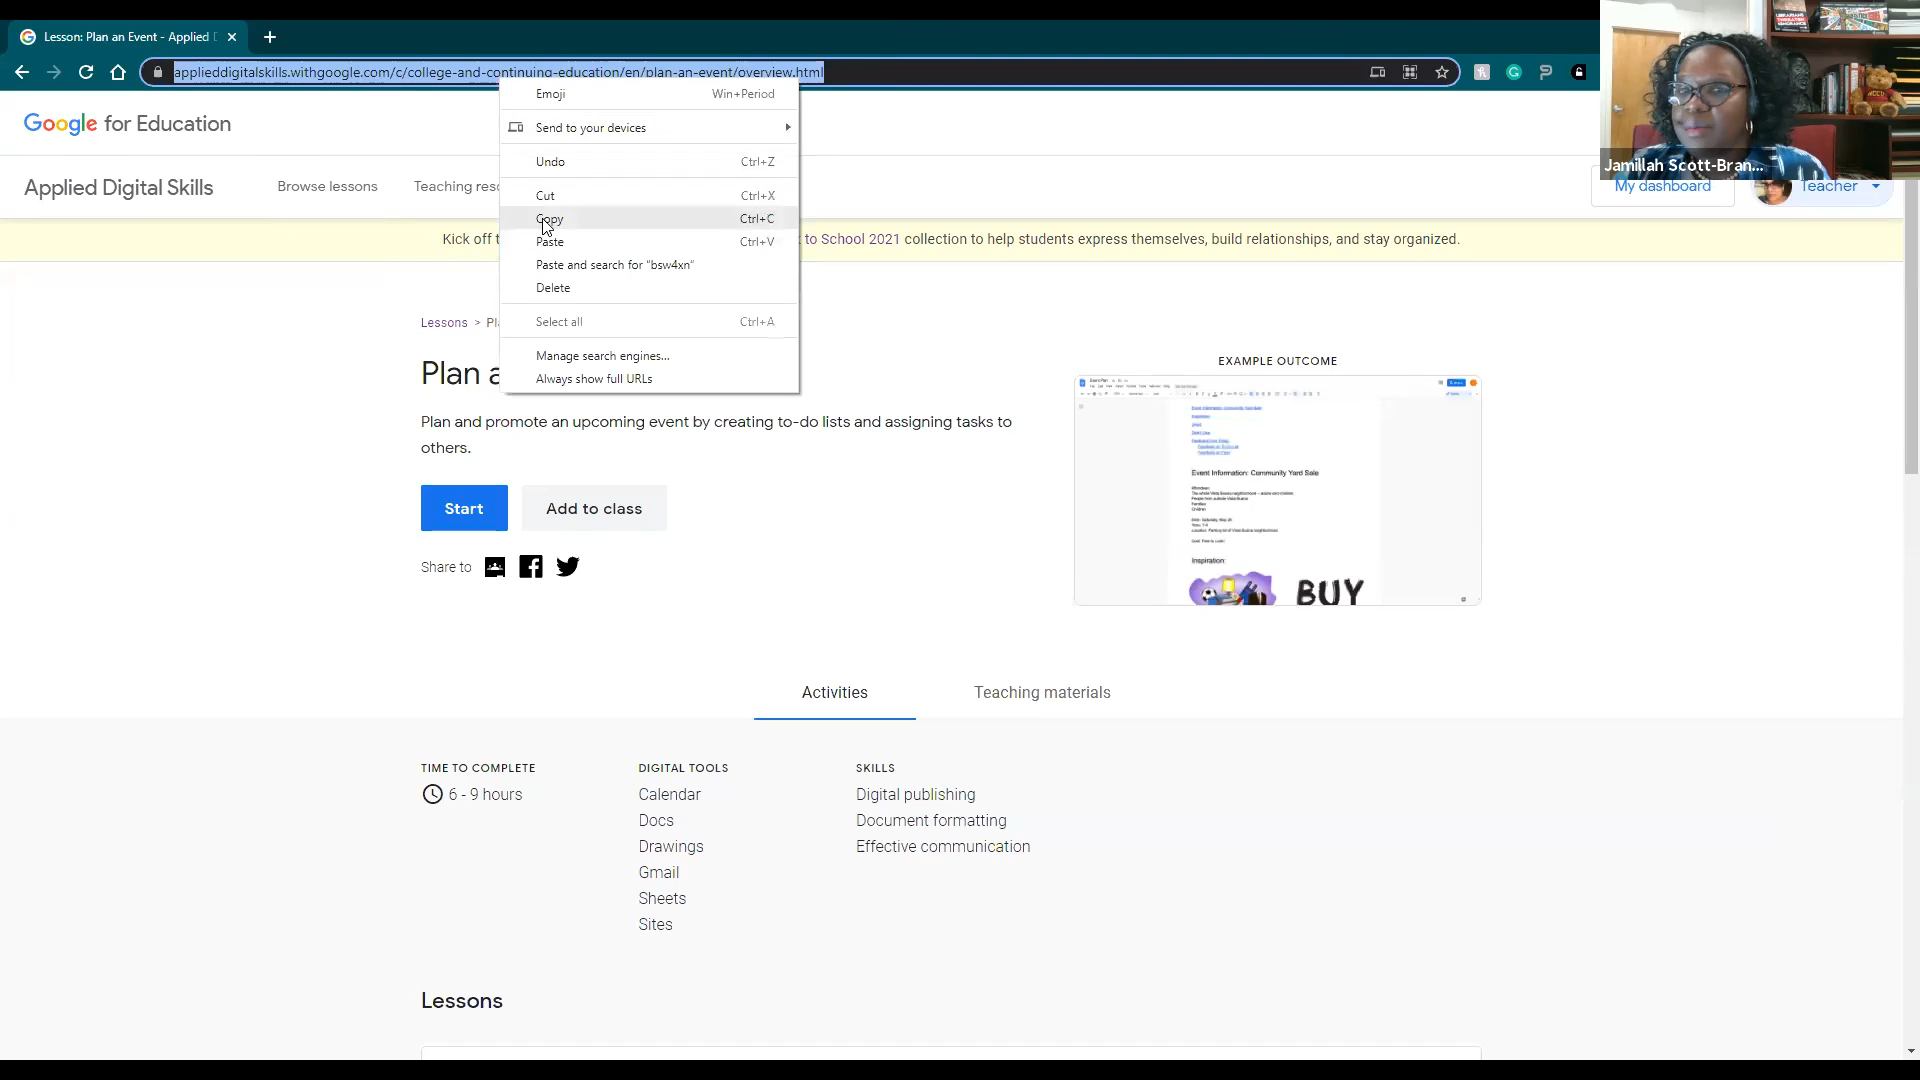 Lesson: Plan an Event - Applied
applieddigitalskills.withgoogle.com/c/college-and-continuing-education/en/plan-an-event/overview.html
Emoji Win+Period
Send to your devices
Undo Ctrl+Z
Cut Ctrl+X
Copy Ctrl+C
Paste Ctrl+V
Paste and search for "bsw4xn"
Delete
Select all Ctrl+A
Manage search engines...
Always show full URLs
Google for Education
Applied Digital Skills
Browse lessons
Teaching
My dashboard
Teacher
Jamillah Scott-Bran...
Kick off
to School 2021 collection to help students express themselves, build relationships, and stay organized.
Lessons >
Plan
Plan and promote an upcoming event by creating to-do lists and assigning tasks to
others.
Start
Add to class
Share to
EXAMPLE OUTCOME
Event Information: Community Yard Sale
Inspiration:
BUY
Activities
Teaching materials
TIME TO COMPLETE
6 - 9 hours
DIGITAL TOOLS
Calendar
Docs
Drawings
Gmail
Sheets
Sites
SKILLS
Digital publishing
Document formatting
Effective communication
Lessons